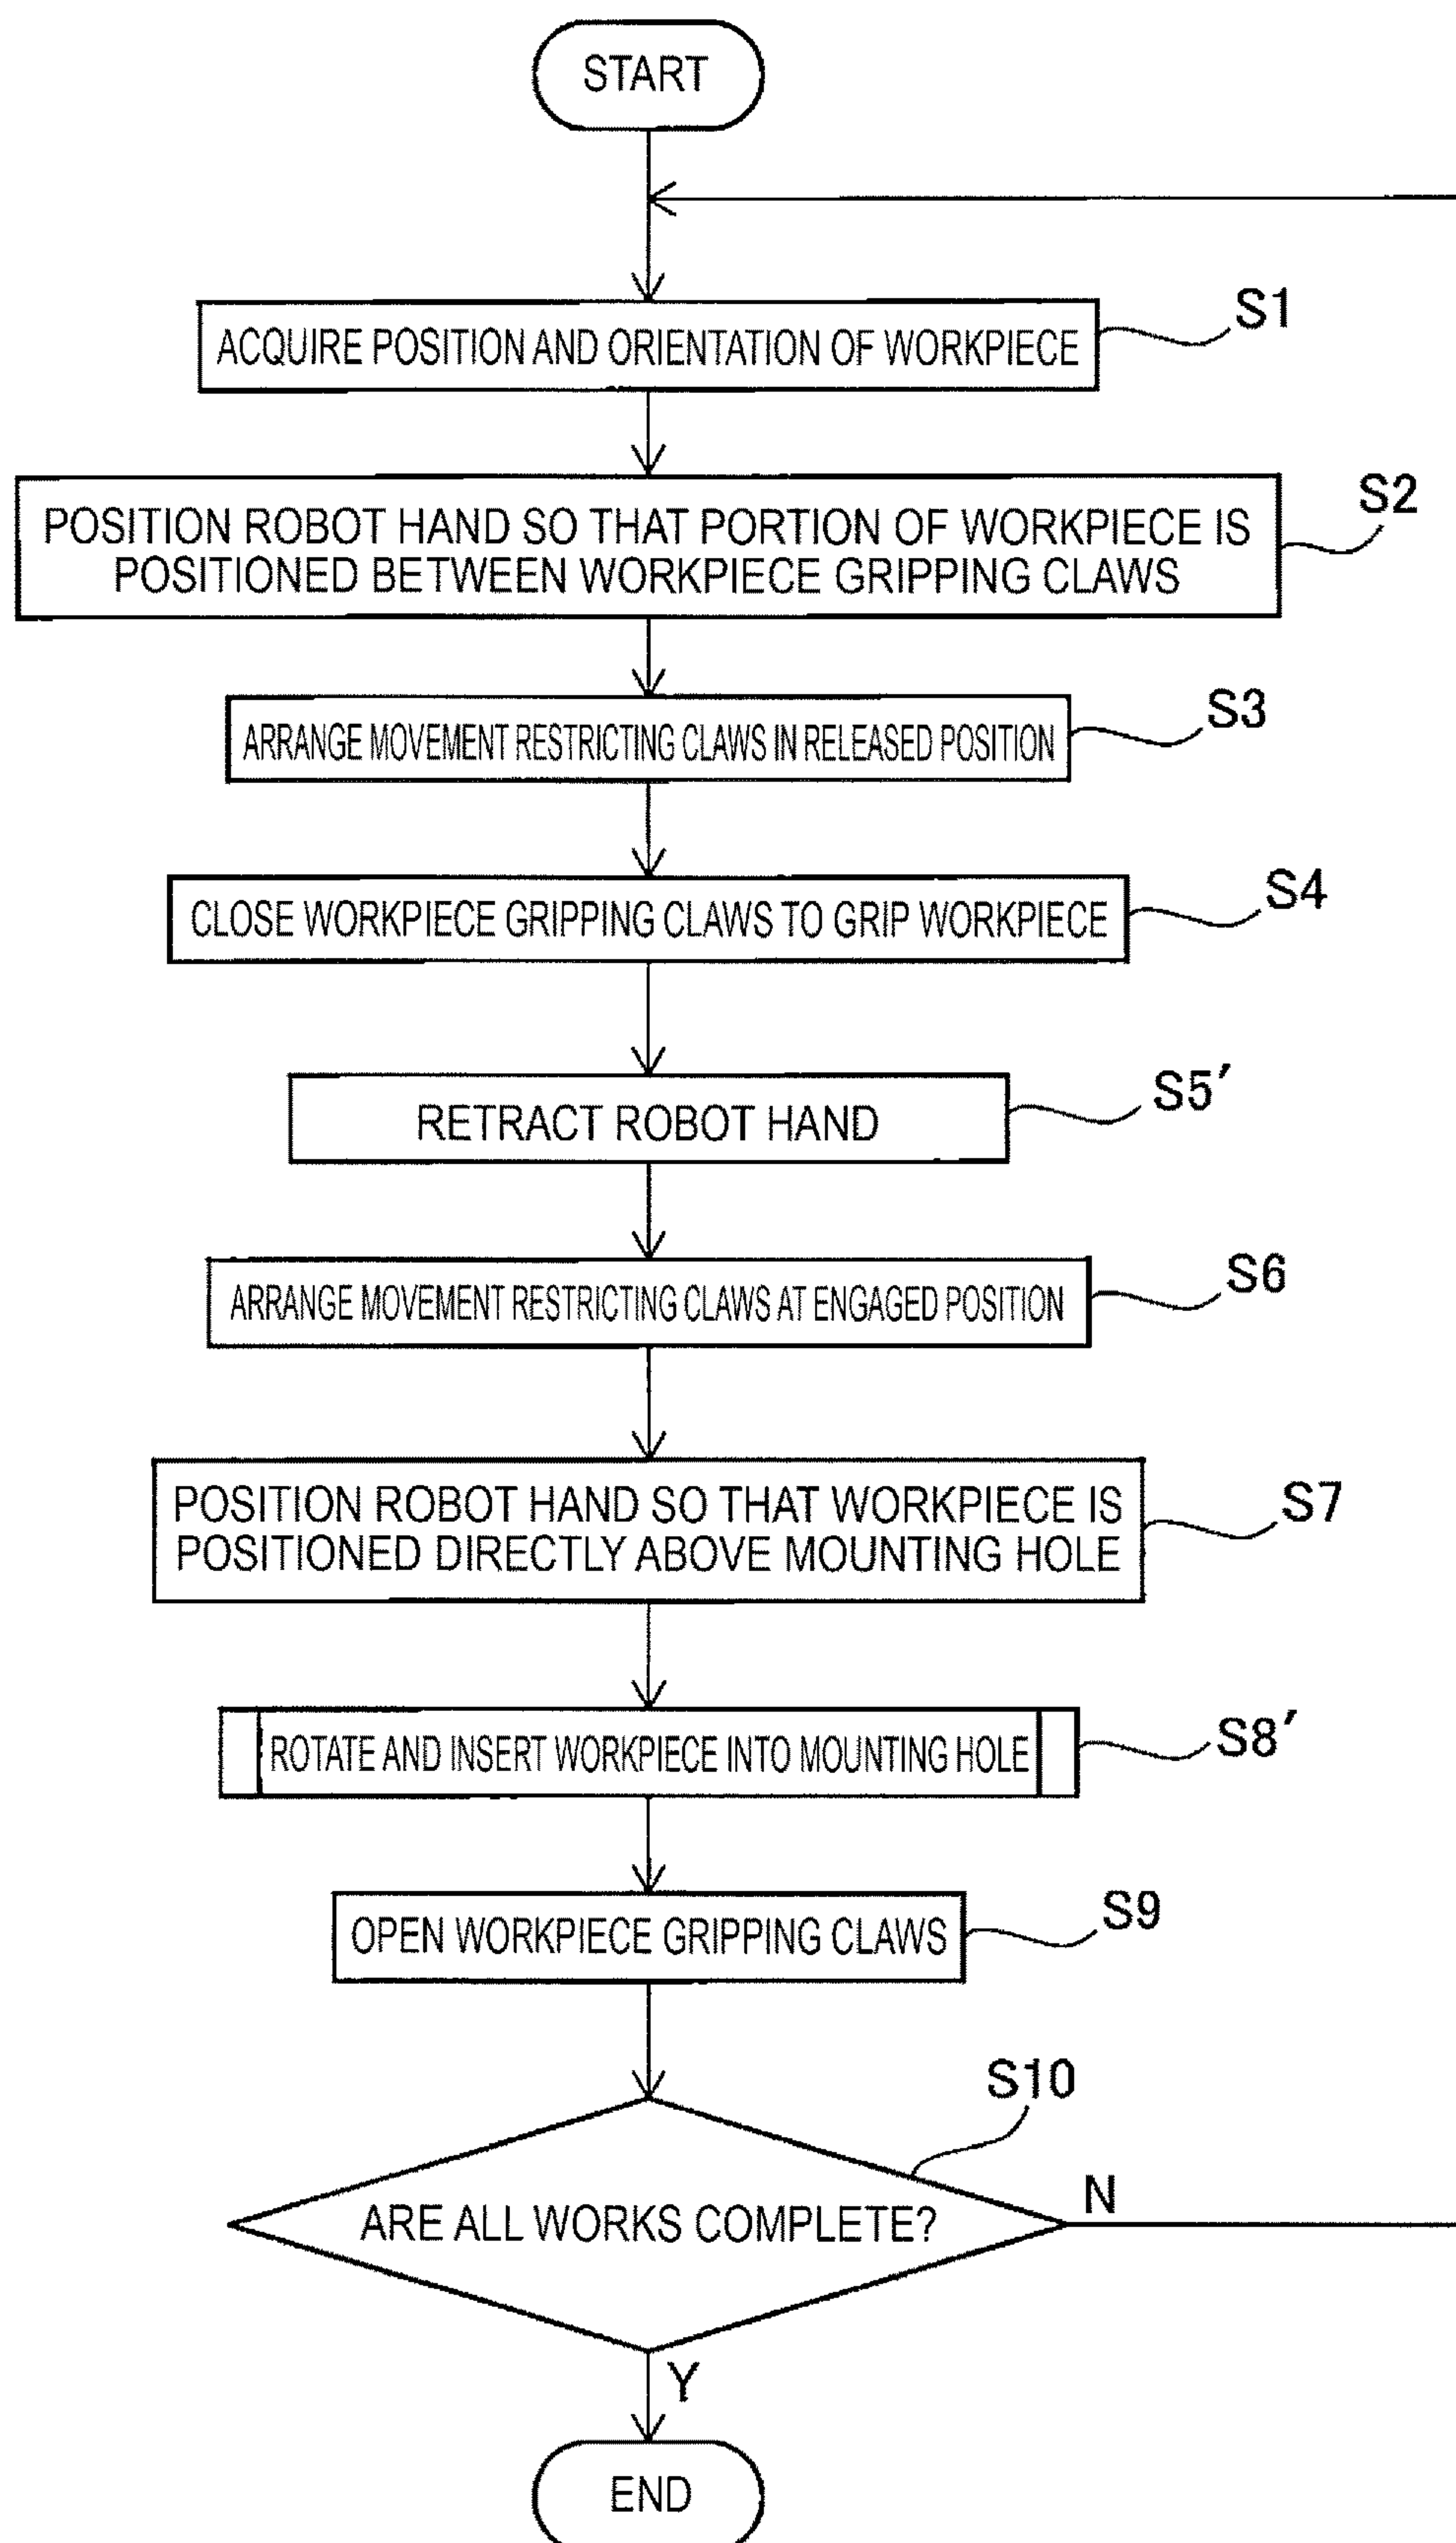 START
ACQUIRE POSITION AND ORIENTATION OF WORKPIECE
S1
POSITION ROBOT HAND SO THAT PORTION OF WORKPIECE IS
POSITIONED BETWEEN WORKPIECE GRIPPING CLAWS
S2
ARRANGE MOVEMENT RESTRICTING CLAWS IN RELEASED POSITION
S3
CLOSE WORKPIECE GRIPPING CLAWS TO GRIP WORKPIECE
S4
RETRACT ROBOT HAND
S5′
ARRANGE MOVEMENT RESTRICTING CLAWS AT ENGAGED POSITION
S6
POSITION ROBOT HAND SO THAT WORKPIECE IS
POSITIONED DIRECTLY ABOVE MOUNTING HOLE
S7
ROTATE AND INSERT WORKPIECE INTO MOUNTING HOLE
S8′
OPEN WORKPIECE GRIPPING CLAWS
S9
S10
ARE ALL WORKS COMPLETE?
N
Y
END